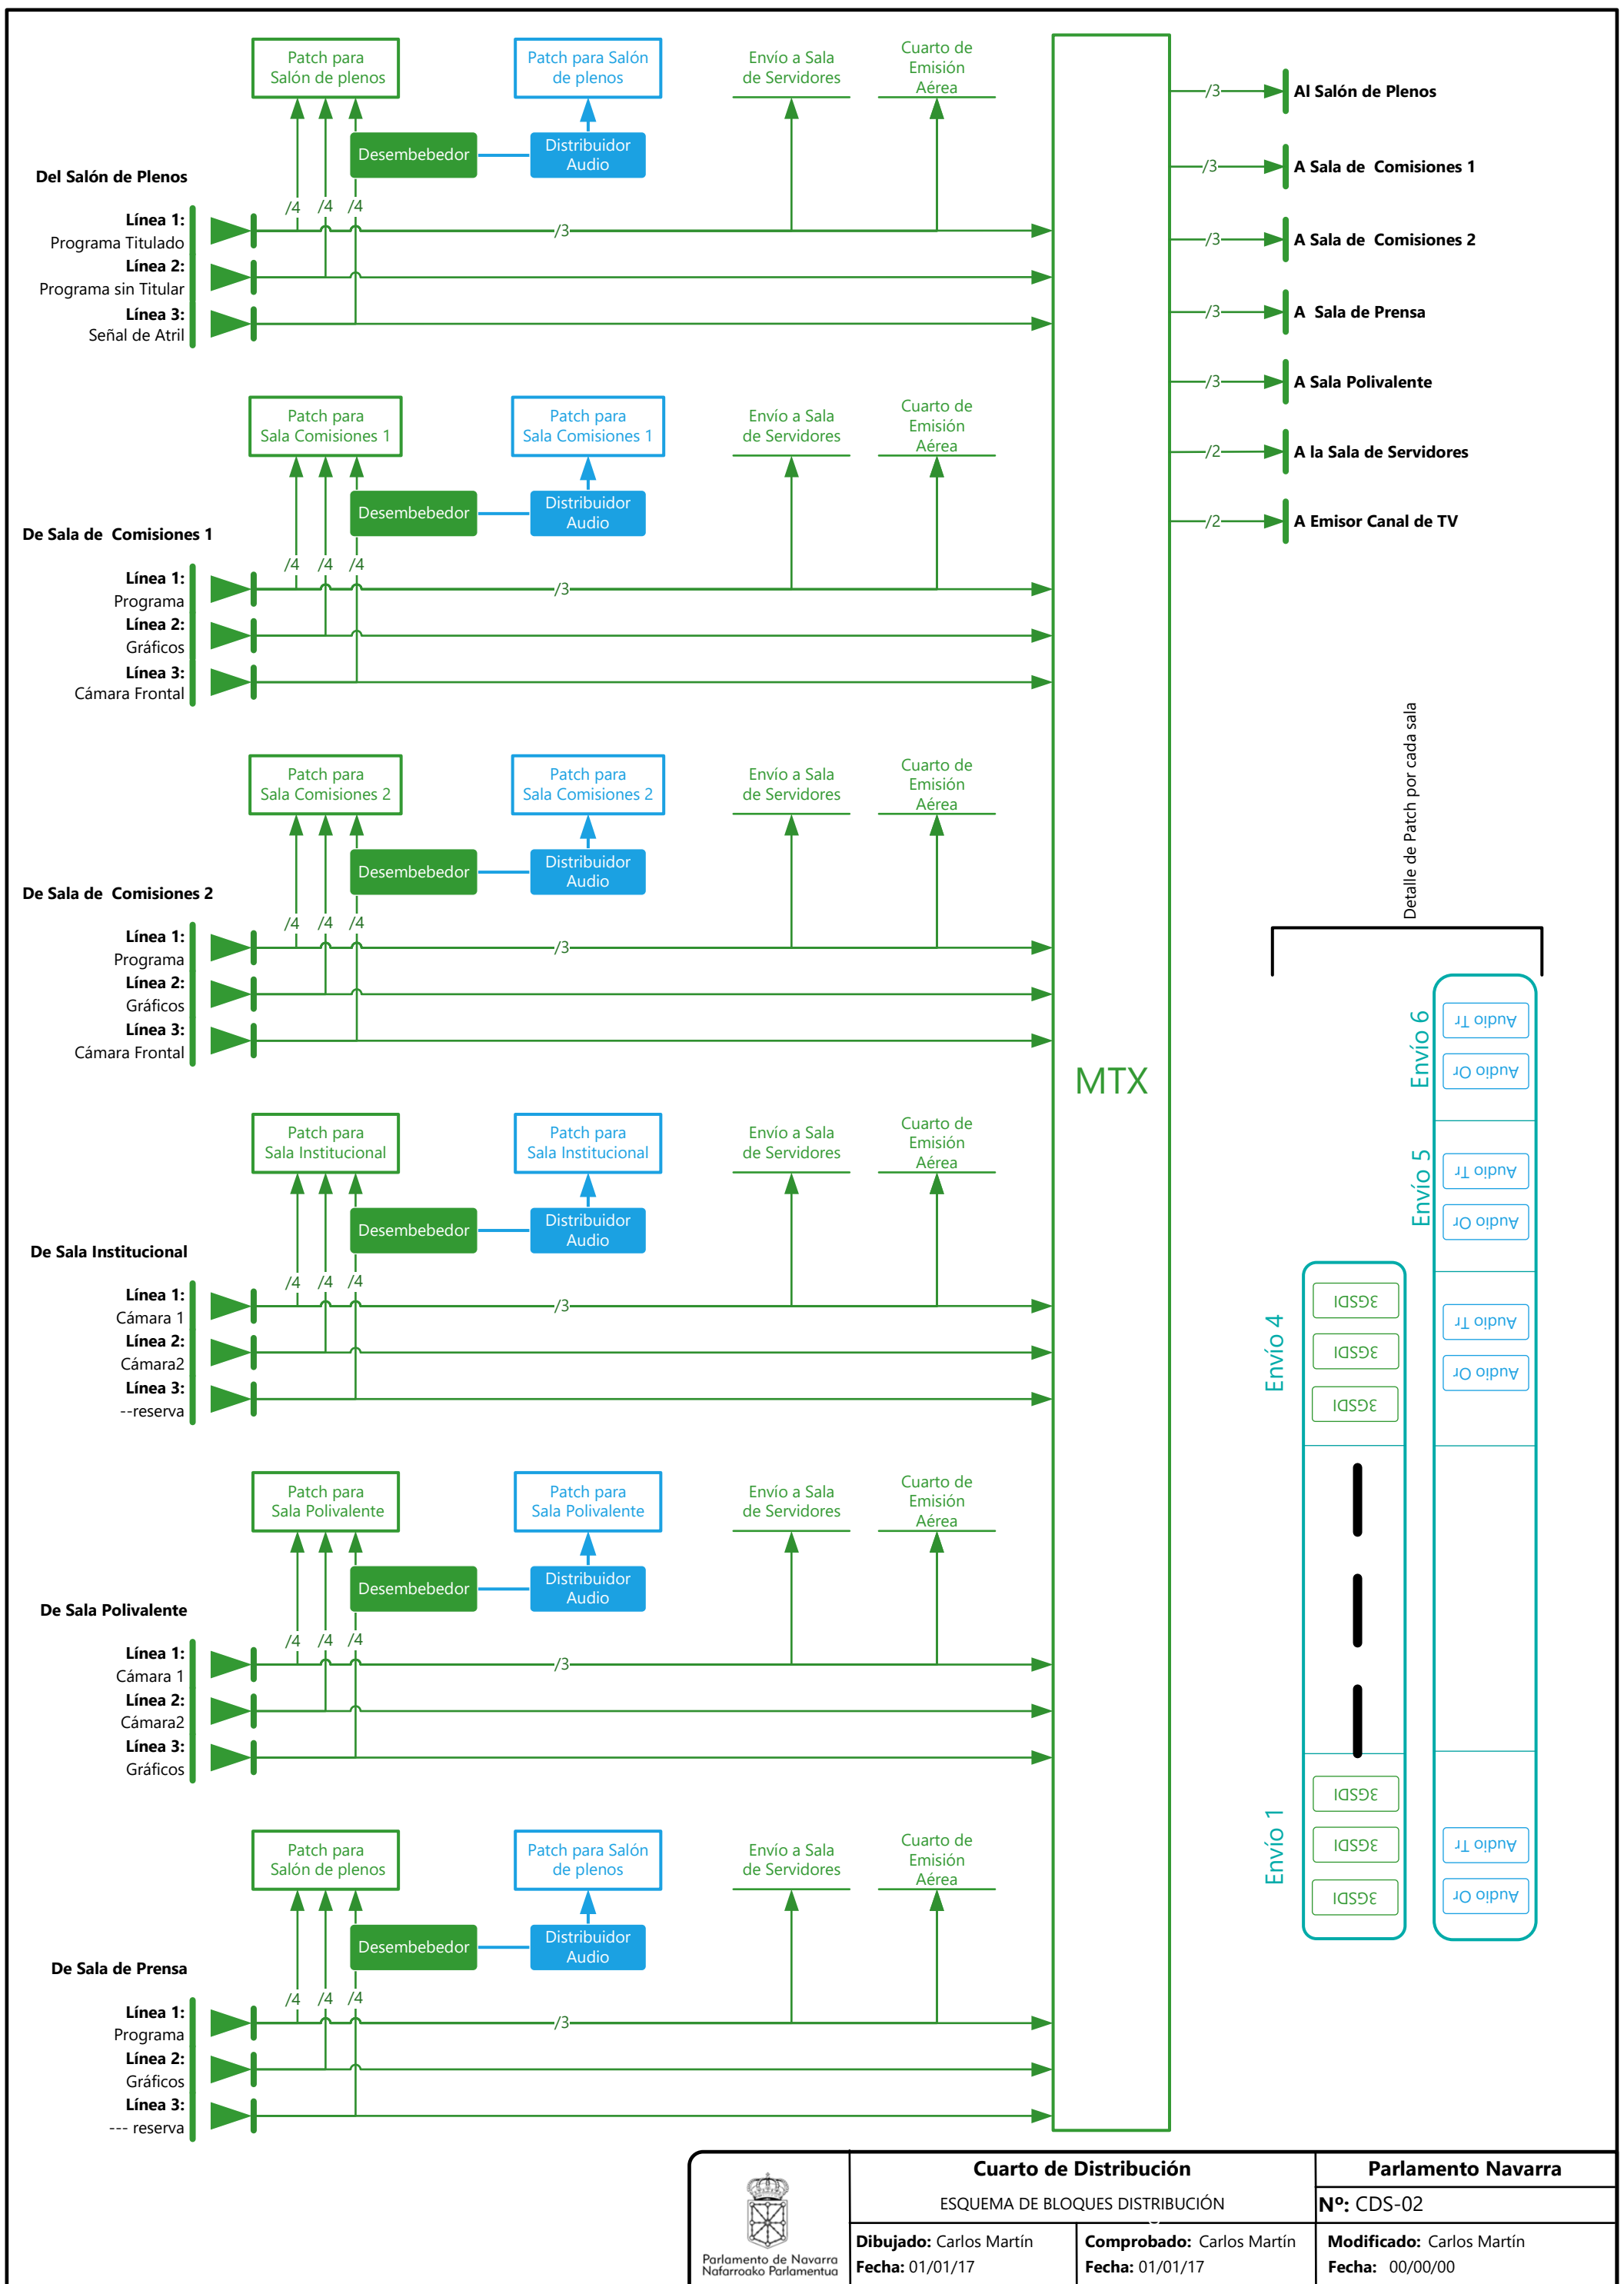 Patch para
Salón de plenos
Patch para Salón
de plenos
Envío a Sala
de Servidores
Cuarto de
Emisión
Aérea
Desembebedor
Distribuidor
Audio
Del Salón de Plenos
/4 /4 /4
Línea 1:
Programa Titulado
/3
Línea 2:
Programa sin Titular
Línea 3:
Señal de Atril
Patch para
Sala Comisiones 1
Patch para
Sala Comisiones 1
Envío a Sala
de Servidores
Cuarto de
Emisión
Aérea
Desembebedor
Distribuidor
Audio
De Sala de Comisiones 1
/4 /4 /4
Línea 1:
Programa
/3
Línea 2:
Gráficos
Línea 3:
Cámara Frontal
Patch para
Sala Comisiones 2
Patch para
Sala Comisiones 2
Envío a Sala
de Servidores
Cuarto de
Emisión
Aérea
Desembebedor
Distribuidor
Audio
De Sala de Comisiones 2
/4 /4 /4
Línea 1:
Programa
/3
Línea 2:
Gráficos
Línea 3:
Cámara Frontal
Patch para
Sala Institucional
Patch para
Sala Institucional
Envío a Sala
de Servidores
Cuarto de
Emisión
Aérea
Desembebedor
Distribuidor
Audio
De Sala Institucional
/4 /4 /4
Línea 1:
Cámara 1
/3
Línea 2:
Cámara2
Línea 3:
--reserva
Patch para
Sala Polivalente
Patch para
Sala Polivalente
Envío a Sala
de Servidores
Cuarto de
Emisión
Aérea
Desembebedor
Distribuidor
Audio
De Sala Polivalente
/4 /4 /4
Línea 1:
Cámara 1
/3
Línea 2:
Cámara2
Línea 3:
Gráficos
Patch para
Salón de plenos
Patch para Salón
de plenos
Envío a Sala
de Servidores
Cuarto de
Emisión
Aérea
Desembebedor
Distribuidor
Audio
De Sala de Prensa
/4 /4 /4
Línea 1:
Programa
/3
Línea 2:
Gráficos
Línea 3:
--- reserva
MTX
/3 Al Salón de Plenos
/3 A Sala de Comisiones 1
/3 A Sala de Comisiones 2
/3 A Sala de Prensa
/3 A Sala Polivalente
/2 A la Sala de Servidores
/2 A Emisor Canal de TV
Detalle de Patch por cada sala
Envío 6
Audio Tr
Audio Or
Envío 5
Audio Tr
Audio Or
Audio Tr
Audio Or
Audio Tr
Audio Or
Envío 4
3GSDI
3GSDI
3GSDI
Envío 1
3GSDI
3GSDI
3GSDI
Parlamento de Navarra
Nafarroako Parlamentua
Cuarto de Distribución
ESQUEMA DE BLOQUES DISTRIBUCIÓN
Parlamento Navarra
Nº: CDS-02
Dibujado: Carlos Martín
Fecha: 01/01/17
Comprobado: Carlos Martín
Fecha: 01/01/17
Modificado: Carlos Martín
Fecha: 00/00/00